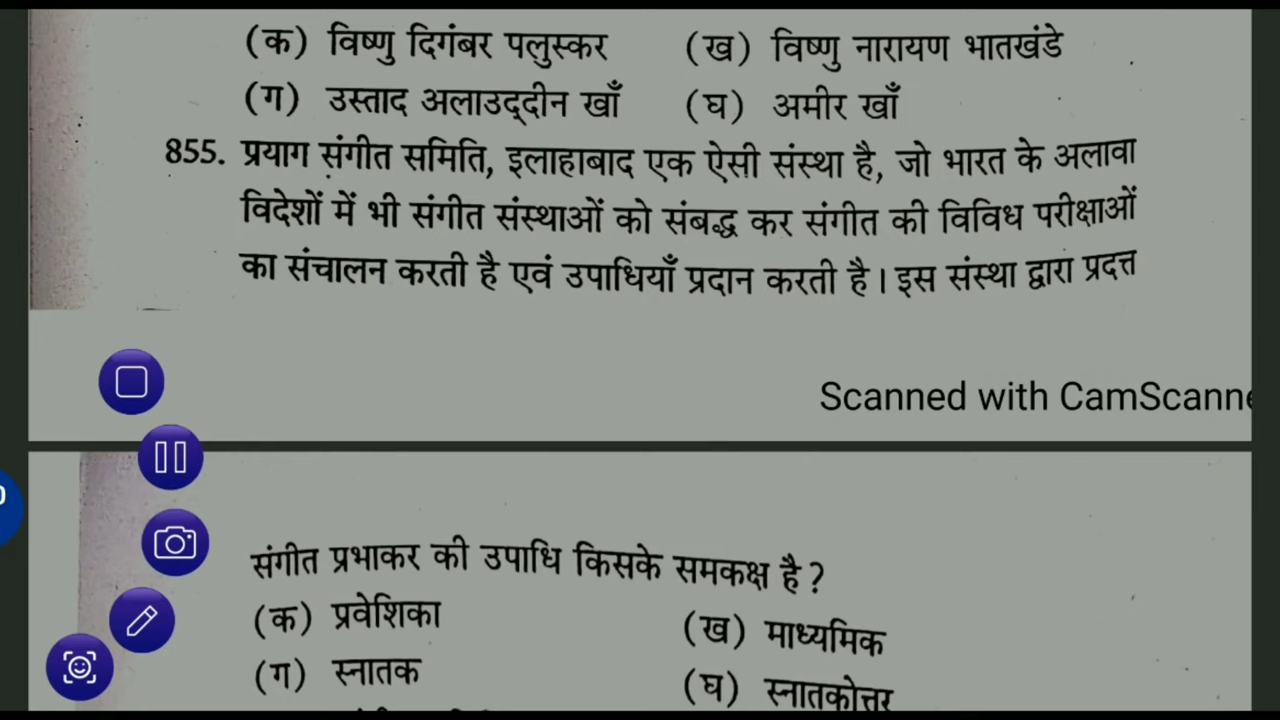 (क) विष्णु दिगंबर पलुस्कर (ख) विष्णु नारायण भातखंडे
(ग) उस्ताद अलाउद्दीन खाँ (घ) अमीर खाँ
855. प्रयाग संगीत समिति, इलाहाबाद एक ऐसी संस्था है, जो भारत के अलावा
विदेशों में भी संगीत संस्थाओं को संबद्ध कर संगीत की विविध परीक्षाओं
का संचालन करती है एवं उपाधियाँ प्रदान करती है। इस संस्था द्वारा प्रदत्त
Scanned with CamScanne
संगीत प्रभाकर की उपाधि किसके समकक्ष है?
(क) प्रवेशिका (ख) माध्यमिक
(ग) स्नातक (घ) स्नातकोत्तर